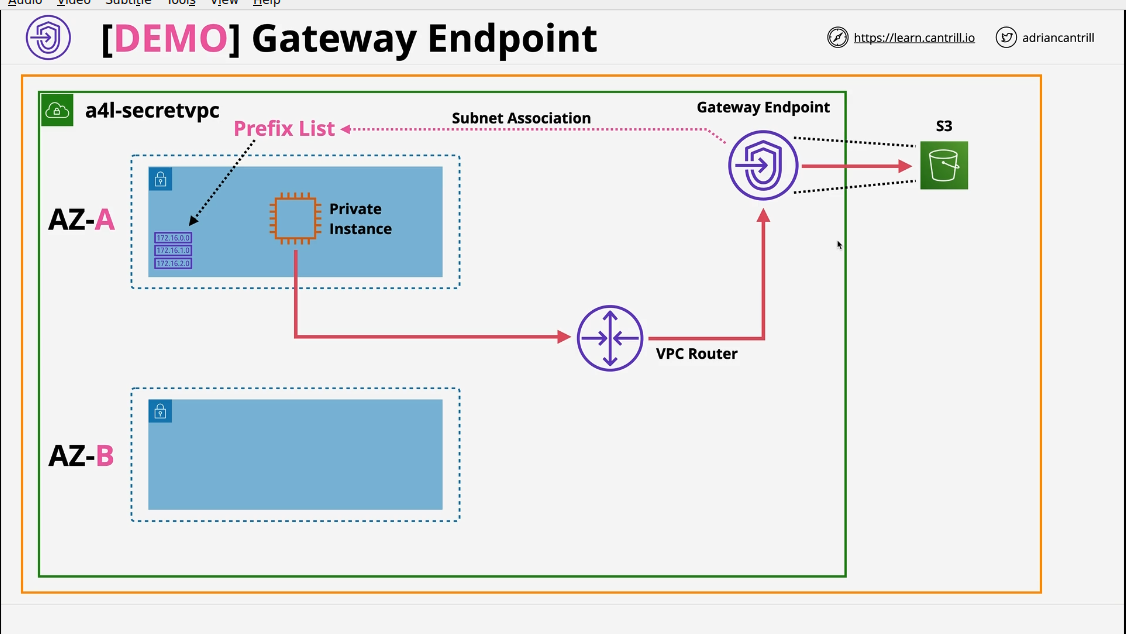 Audio Video Subtitle Tools View Help
[DEMO] Gateway Endpoint
https://learn.cantrill.io
adriancantrill
a4l-secretvpc
Prefix List
Subnet Association
Gateway Endpoint
S3
AZ-A
Private
Instance
172.16.0.0
172.16.1.0
172.16.2.0
VPC Router
AZ-B